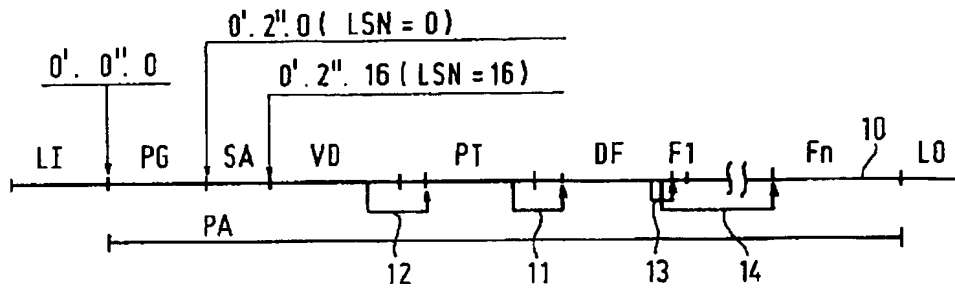 0'. 2". 0 ( LSN = 0)
0'. 0". 0
0'. 2". 16 ( LSN = 16)
10
LI PG SA VD PT DF F1 Fn LO
PA
12 11 13 14